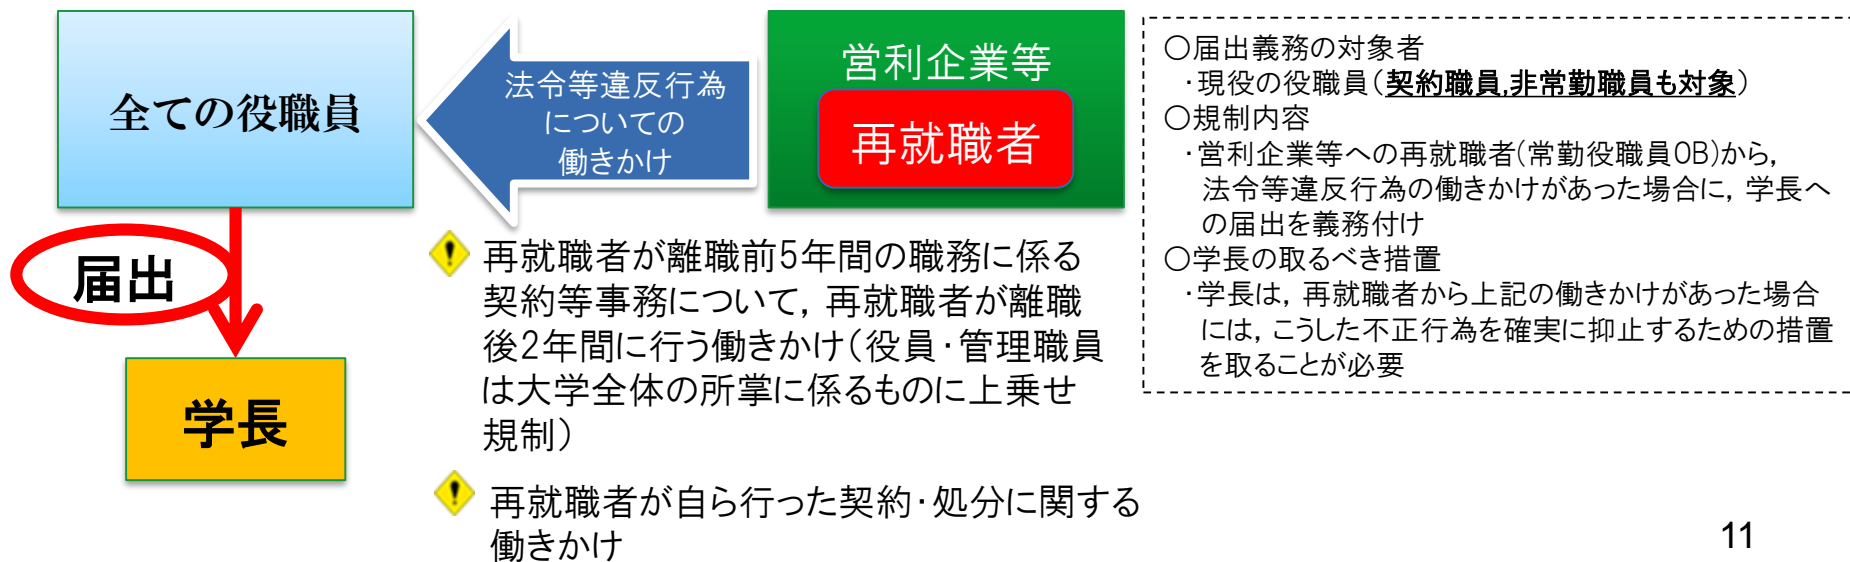 全ての役職員
法令等違反行為
についての
働きかけ
営利企業等
再就職者
届出
学長
再就職者が離職前5年間の職務に係る
契約等事務について，再就職者が離職
後2年間に行う働きかけ（役員・管理職員
は大学全体の所掌に係るものに上乗せ
規制）
再就職者が自ら行った契約・処分に関する
働きかけ
○届出義務の対象者
・現役の役職員（契約職員,非常勤職員も対象）
○規制内容
・営利企業等への再就職者(常勤役職員OB)から，
法令等違反行為の働きかけがあった場合に，学長へ
の届出を義務付け
○学長の取るべき措置
・学長は，再就職者から上記の働きかけがあった場合
には，こうした不正行為を確実に抑止するための措置
を取ることが必要
11